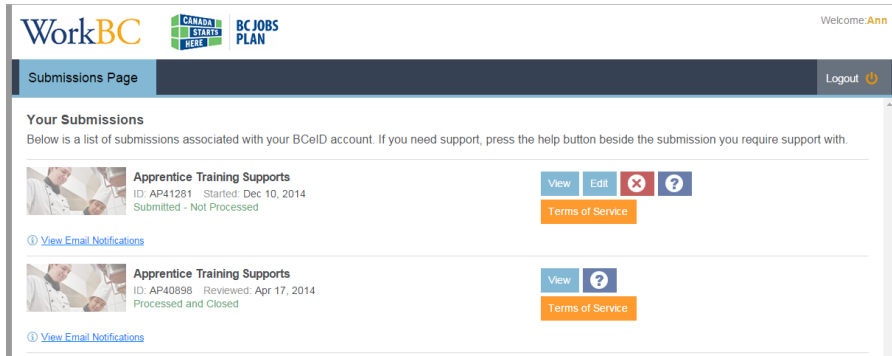 WorkBC
CANADA
STARTS
HERE
BC JOBS
PLAN
Welcome:Ann
Submissions Page
Logout
Your Submissions
Below is a list of submissions associated with your BCeID account. If you need support, press the help button beside the submission you require support with.
Apprentice Training Supports
ID: AP41281 Started: Dec 10, 2014
Submitted - Not Processed
View Edit
Terms of Service
View Email Notifications
Apprentice Training Supports
ID: AP40898 Reviewed: Apr 17, 2014
Processed and Closed
View ?
Terms of Service
View Email Notifications